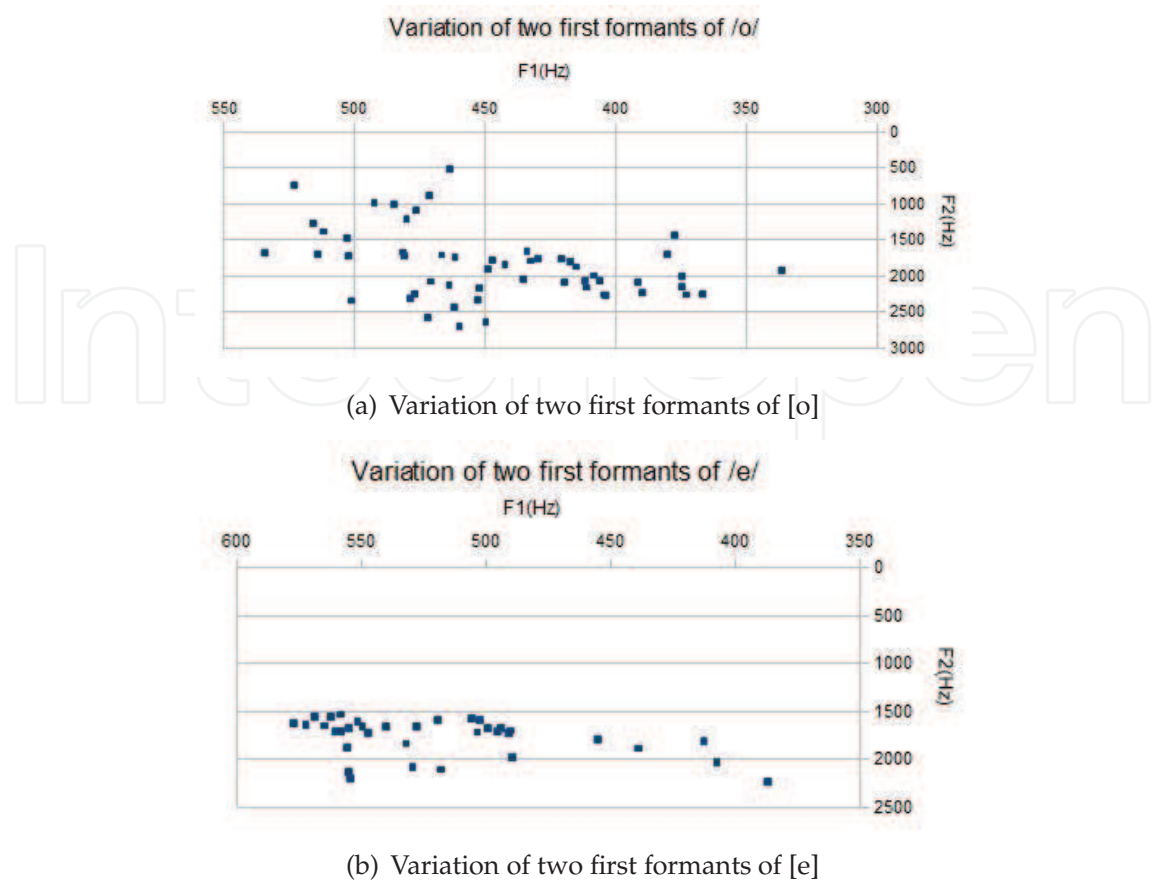 Variation of two first formants of /o/
F1(Hz)
550 500 450 400 350 300
0
500
1000
1500
2000
2500
3000
F2(Hz)
(a) Variation of two first formants of [o]
Variation of two first formants of /e/
F1(Hz)
600 550 500 450 400 350
0
500
1000
1500
2000
2500
F2(Hz)
(b) Variation of two first formants of [e]
IntechOpen